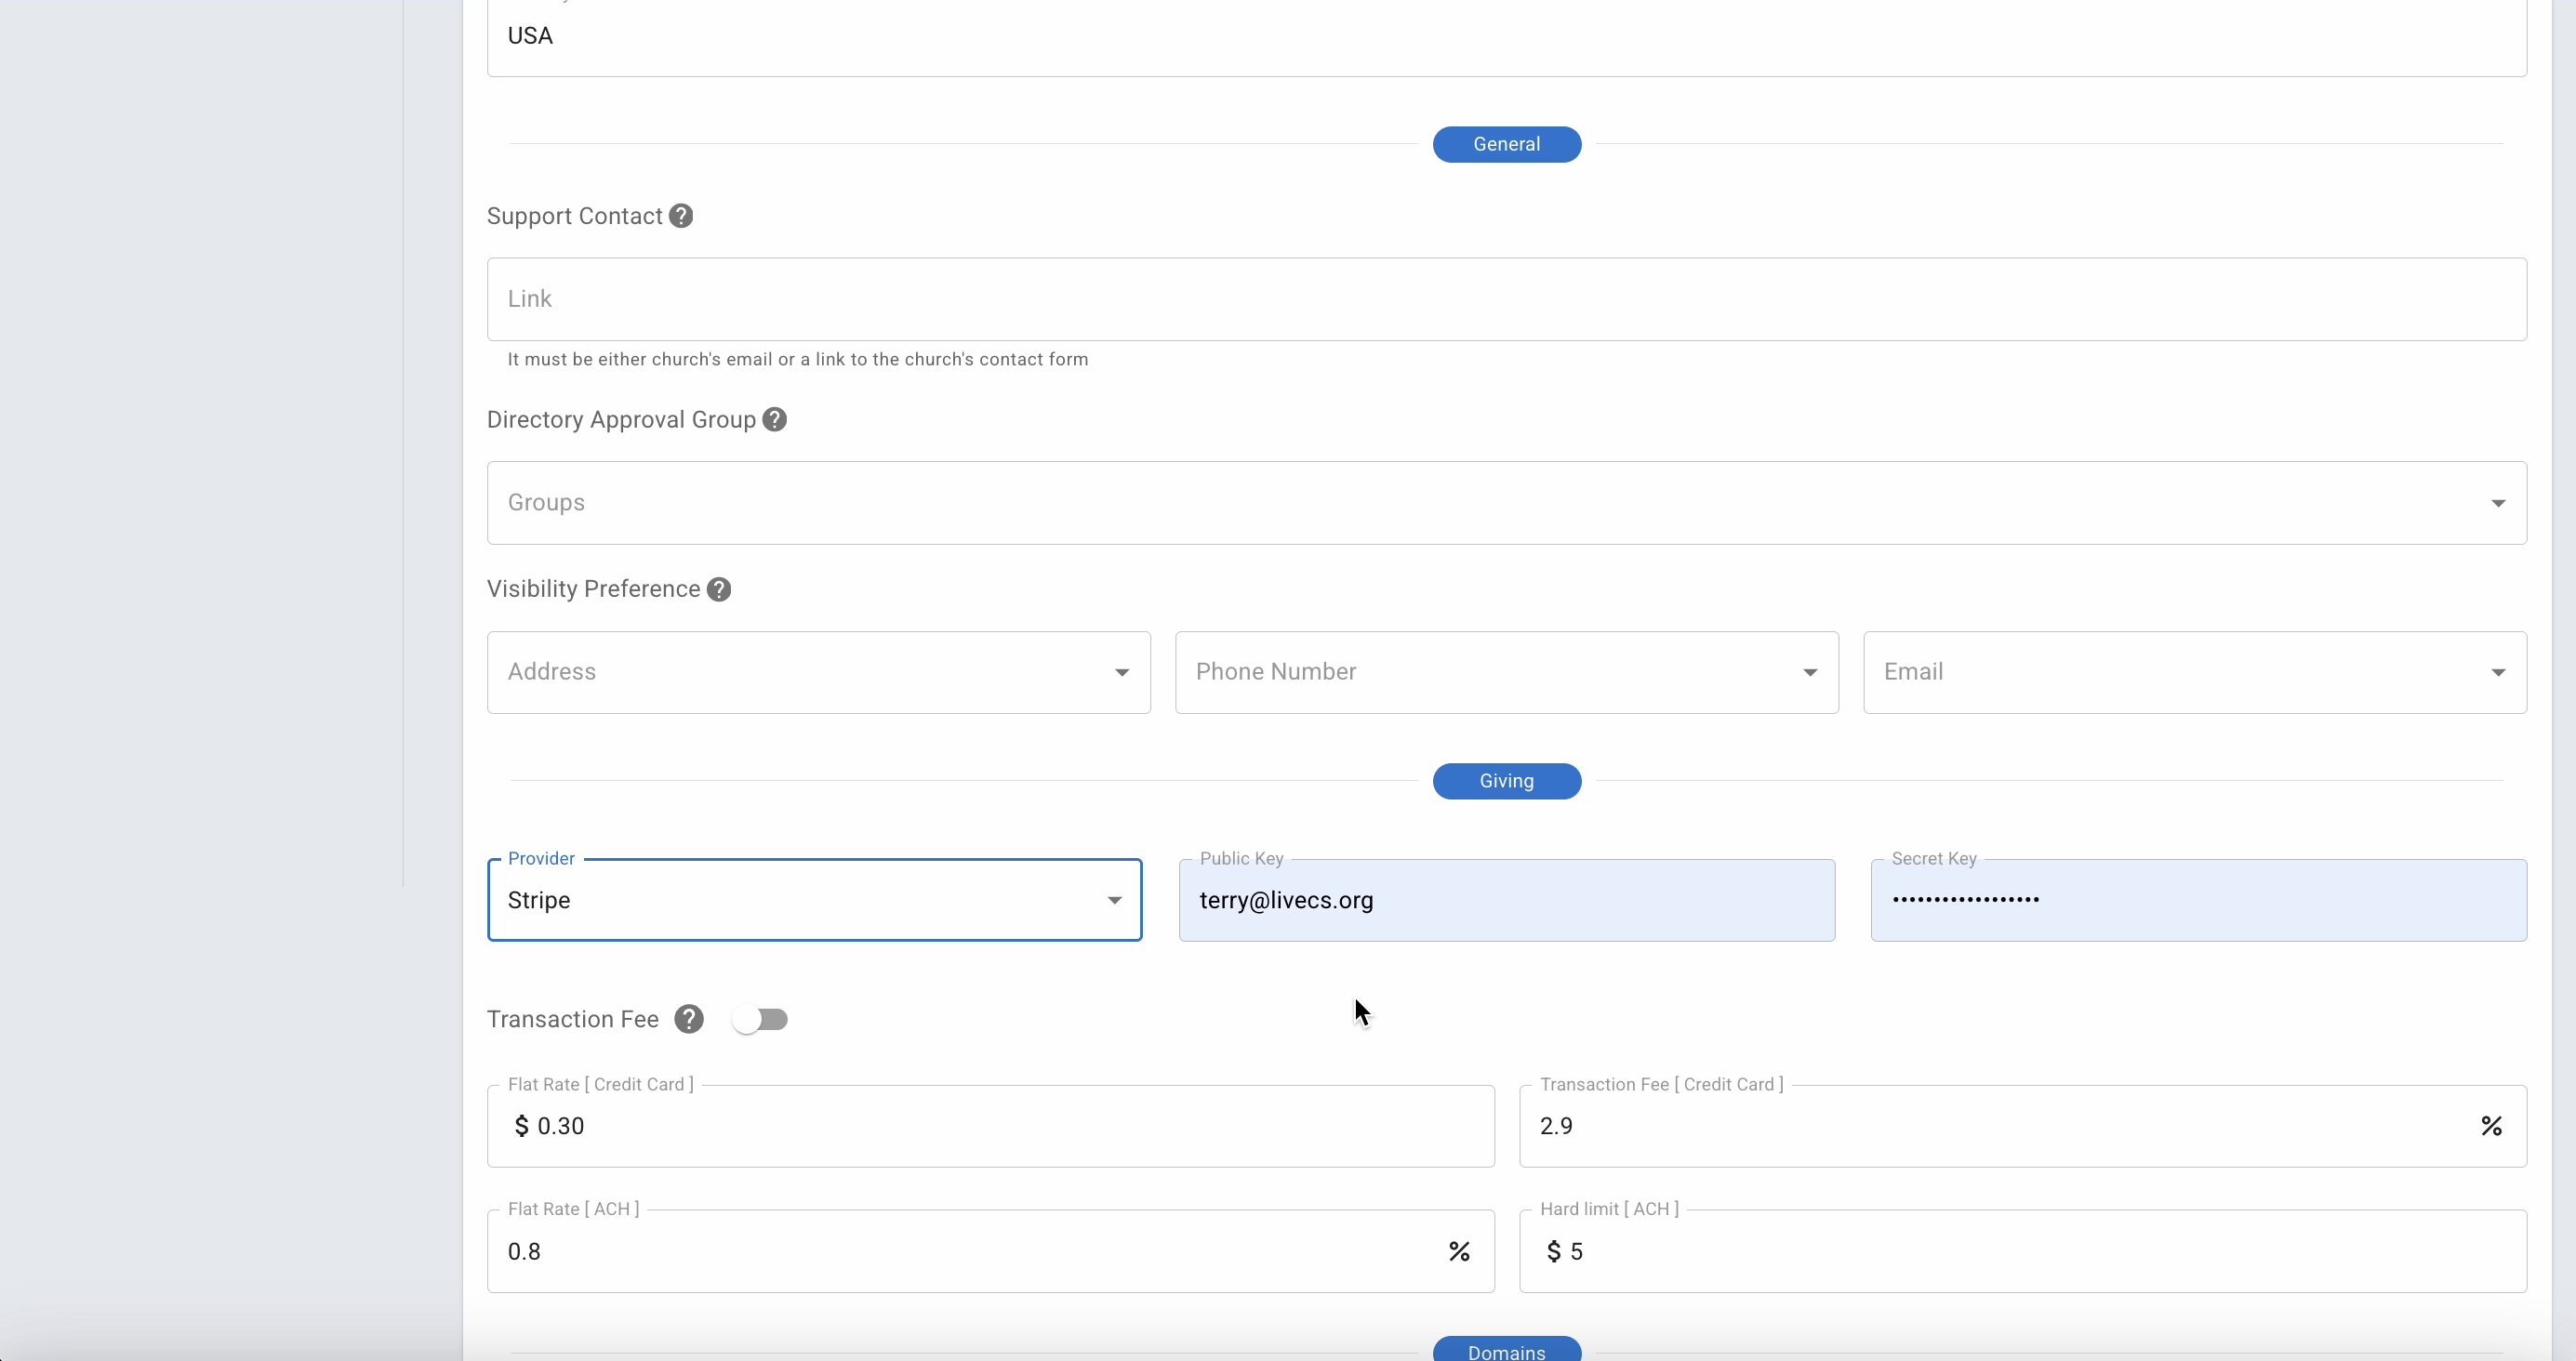 USA
General
Support Contact ?
Link
It must be either church's email or a link to the church's contact form
Directory Approval Group ?
Groups
Visibility Preference ?
Address Phone Number Email
Giving
Provider Public Key Secret Key
Stripe terry@livecs.org ••••••••••••••••••
Transaction Fee ?
Flat Rate [ Credit Card ] Transaction Fee [ Credit Card ]
$ 0.30 2.9 %
Flat Rate [ ACH ] Hard limit [ ACH ]
0.8 % $ 5
Domains